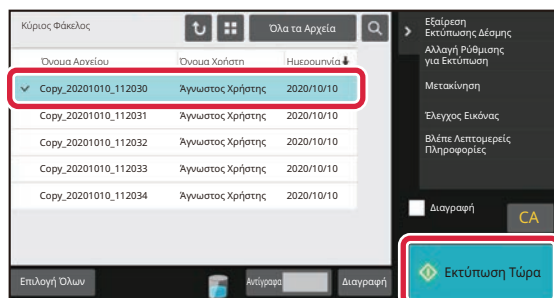 Κύριος Φάκελος
Όλα τα Αρχεία
Όνομα Αρχείου Όνομα Χρήστη Ημερομηνία
Copy_20201010_112030 Άγνωστος Χρήστης 2020/10/10
Copy_20201010_112031 Άγνωστος Χρήστης 2020/10/10
Copy_20201010_112032 Άγνωστος Χρήστης 2020/10/10
Copy_20201010_112033 Άγνωστος Χρήστης 2020/10/10
Copy_20201010_112034 Άγνωστος Χρήστης 2020/10/10
Επιλογή Όλων
Αντίγραφα
Διαγραφή
Εξαίρεση
Εκτύπωσης Δέσμης
Αλλαγή Ρύθμισης
για Εκτύπωση
Μετακίνηση
Έλεγχος Εικόνας
Βλέπε Λεπτομερείς
Πληροφορίες
Διαγραφή
CA
Εκτύπωση Τώρα